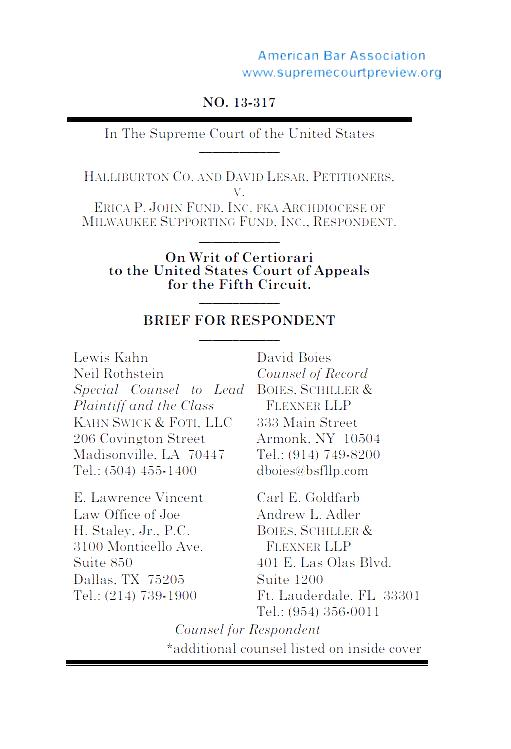 American Bar Association
www.supremecourtpreview.org
NO. 13-317
In The Supreme Court of the United States
HALLIBURTON CO. AND DAVID LESAR, PETITIONERS,
V.
ERICA P. JOHN FUND, INC. FKA ARCHDIOCESE OF
MILWAUKEE SUPPORTING FUND, INC., RESPONDENT.
On Writ of Certiorari
to the United States Court of Appeals
for the Fifth Circuit.
BRIEF FOR RESPONDENT
Lewis Kahn
Neil Rothstein
Special Counsel to Lead
Plaintiff and the Class
KAHN SWICK & FOTI, LLC
206 Covington Street
Madisonville, LA 70447
Tel.: (504) 455-1400
David Boies
Counsel of Record
BOIES, SCHILLER &
FLEXNER LLP
333 Main Street
Armonk, NY 10504
Tel.: (914) 749-8200
dboies@bsfllp.com
E. Lawrence Vincent
Law Office of Joe
H. Staley, Jr., P.C.
3100 Monticello Ave.
Suite 850
Dallas, TX 75205
Tel.: (214) 739-1900
Carl E. Goldfarb
Andrew L. Adler
BOIES, SCHILLER &
FLEXNER LLP
401 E. Las Olas Blvd.
Suite 1200
Ft. Lauderdale, FL 33301
Tel.: (954) 356-0011
Counsel for Respondent
*additional counsel listed on inside cover